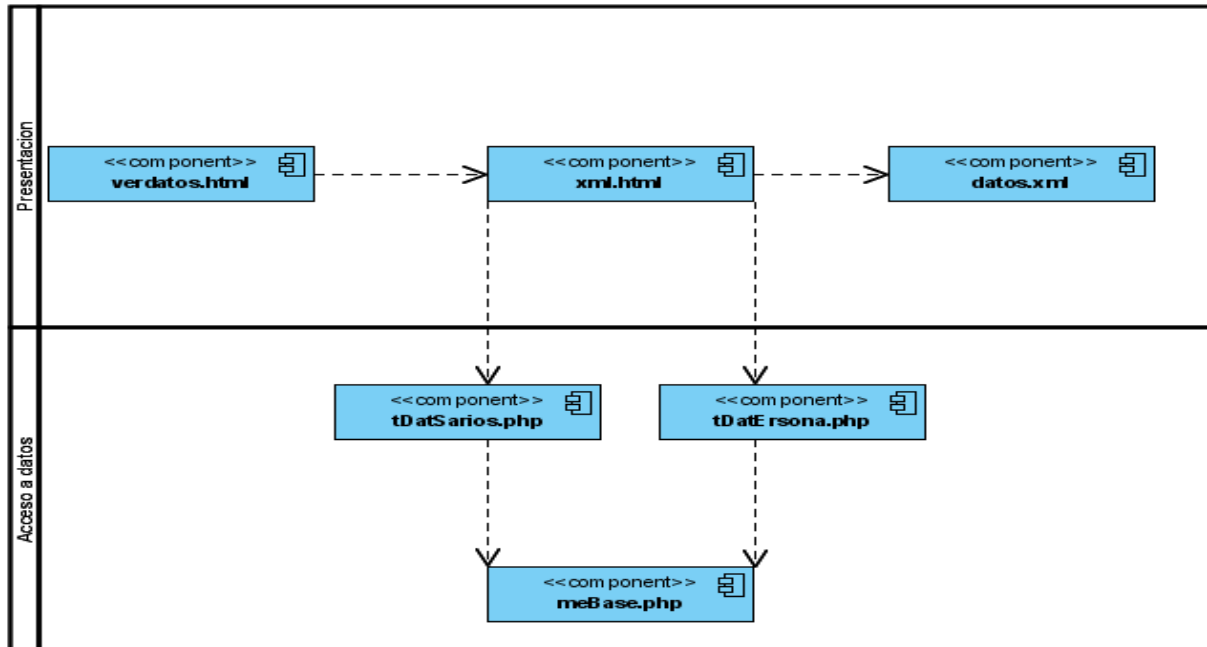 Presentacion
<<component>>
verdatos.html
<<component>>
xml.html
<<component>>
datos.xml
Acceso a datos
<<component>>
tDatSarios.php
<<component>>
tDatErsona.php
<<component>>
meBase.php